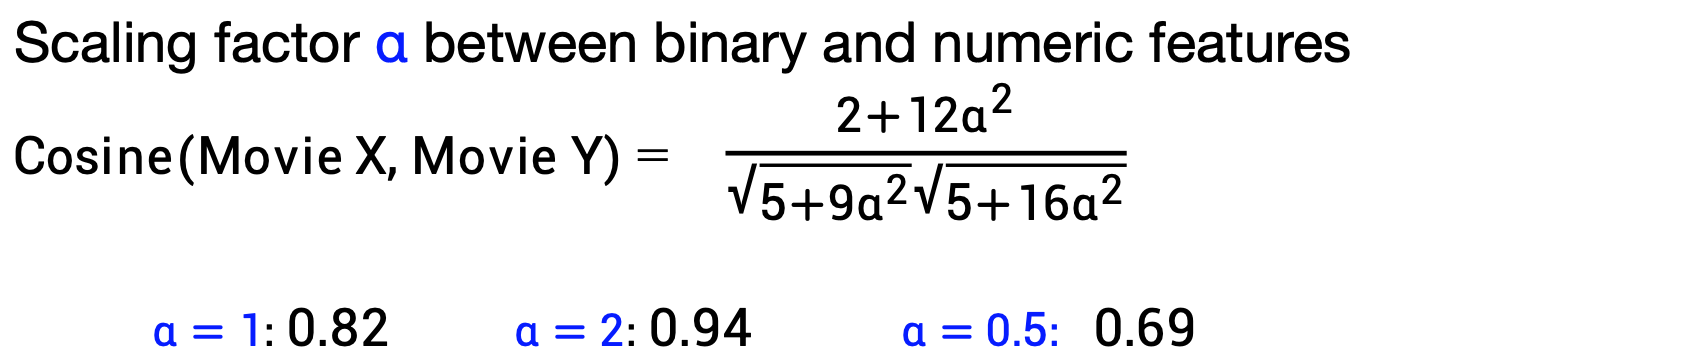 Scaling factor α between binary and numeric features
Cosine(Movie X, Movie Y) = (2+12α²) / (√(5+9α²) √(5+16α²))
α = 1: 0.82 α = 2: 0.94 α = 0.5: 0.69